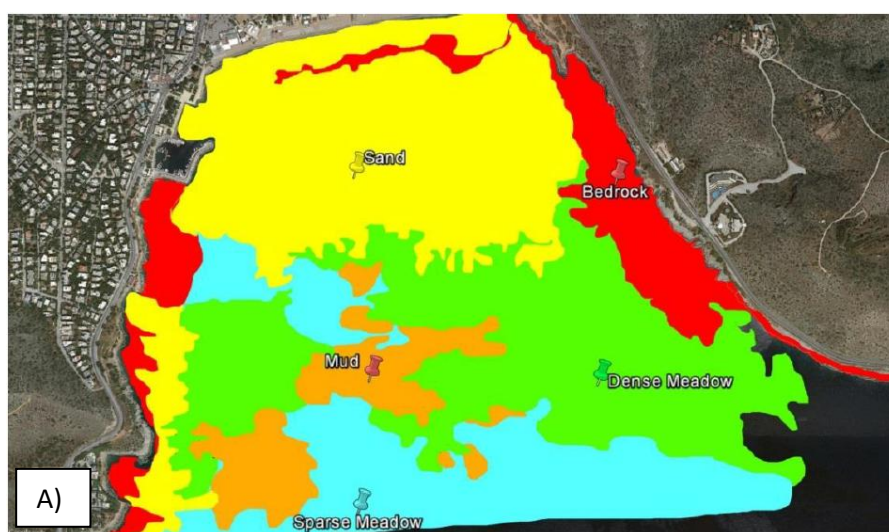 Sand
Bedrock
Mud
Dense Meadow
A)
Sparse Meadow